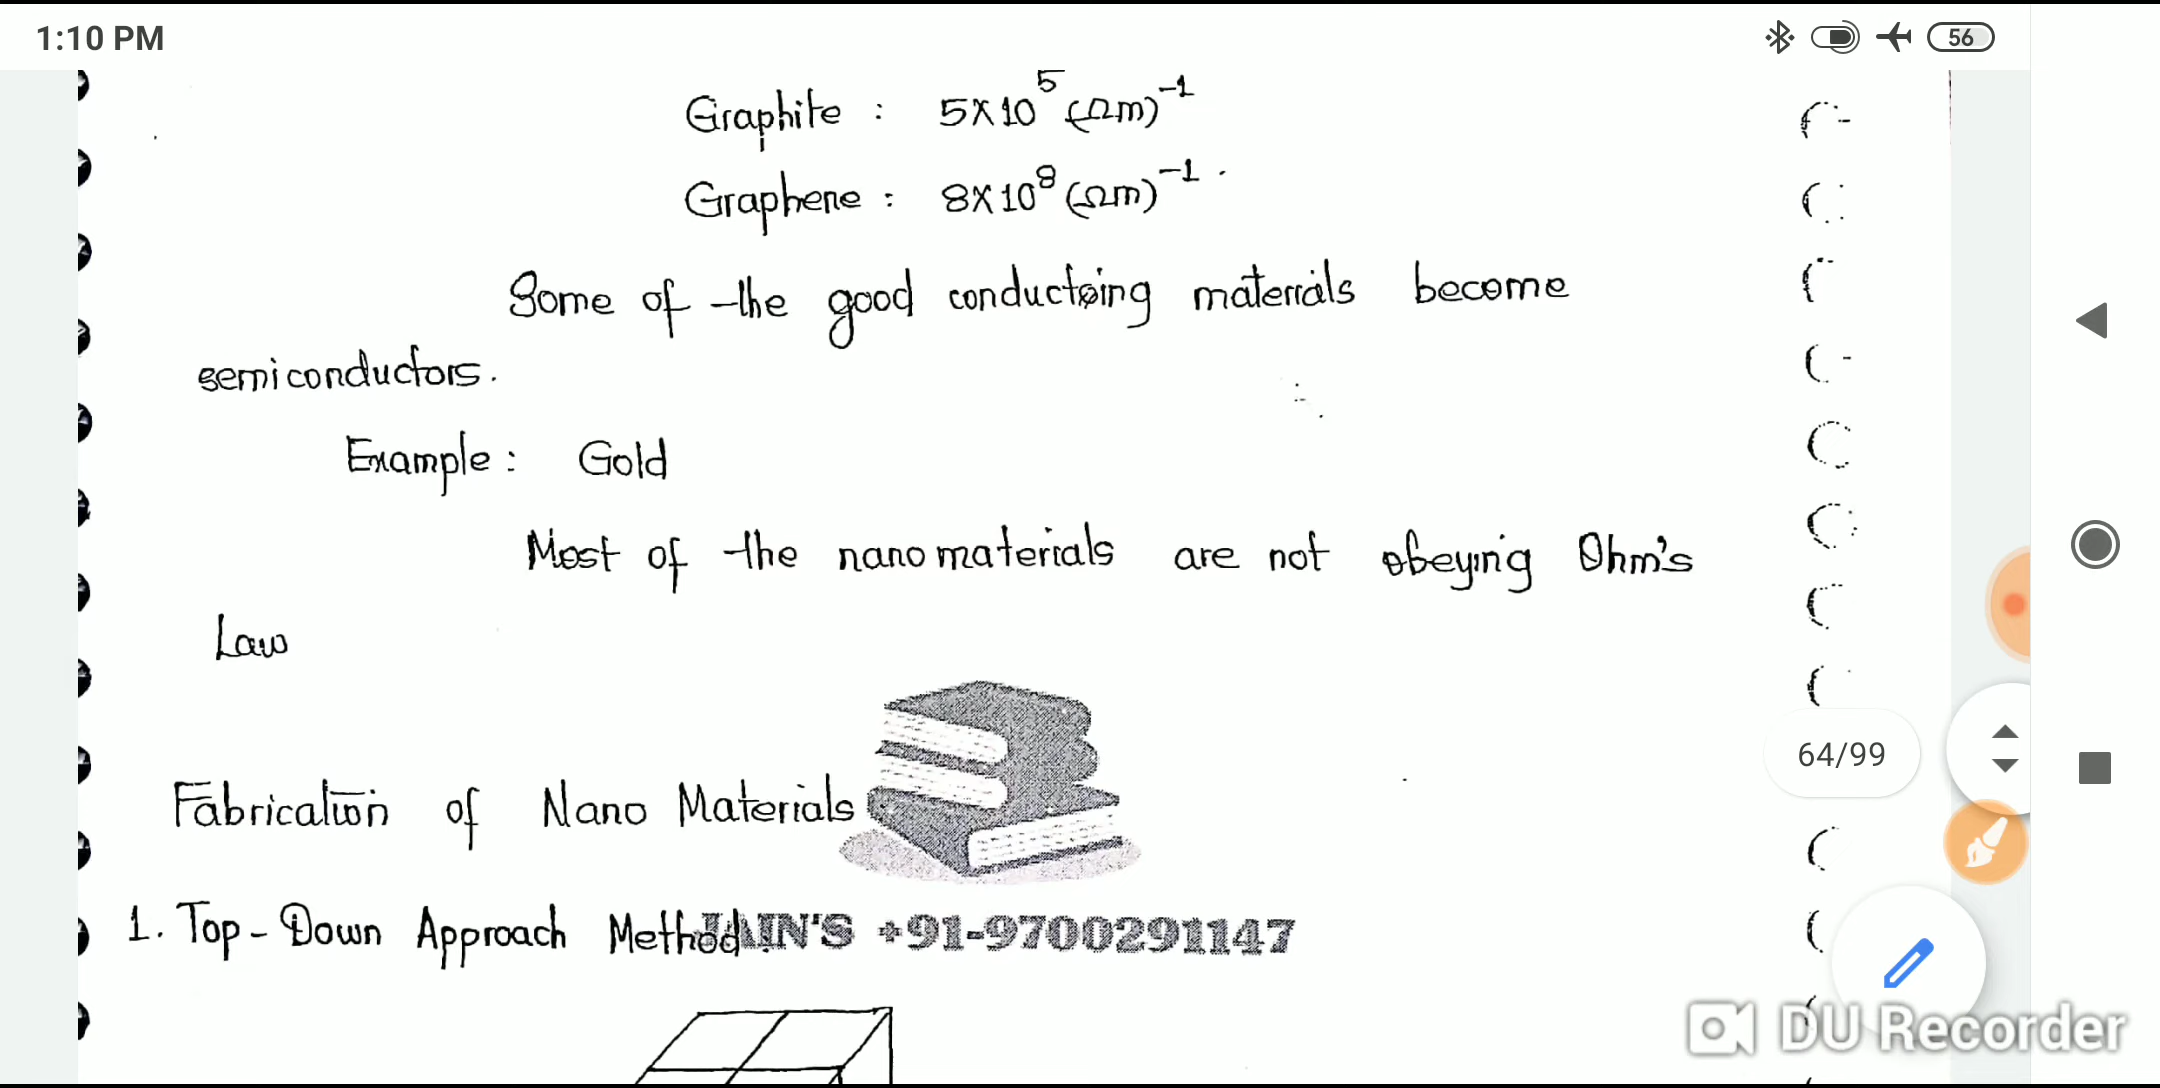 1:10 PM
56
Graphite : 5×10⁵ (Ωm)⁻¹
Graphene : 8×10⁸ (Ωm)⁻¹.
Some of the good conducting materials become
semiconductors.
Example : Gold
Most of the nano materials are not obeying Ohm's
Law
64/99
Fabrication of Nano Materials
1. Top-Down Approach Method
JAIN'S +91-9700291147
DU Recorder